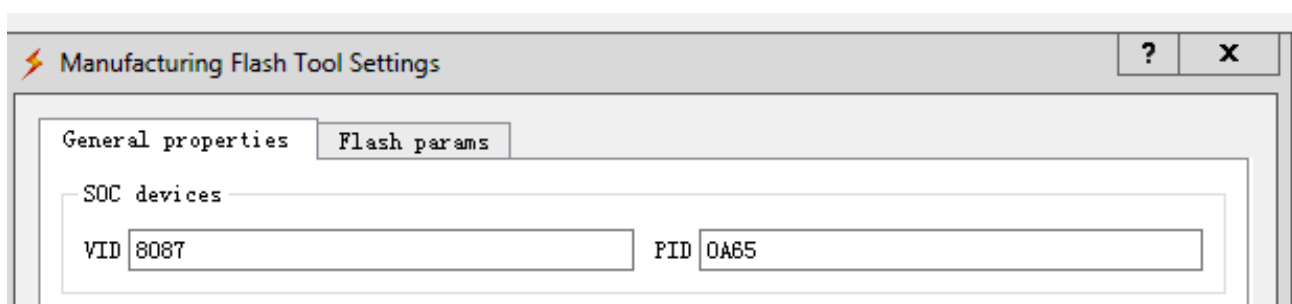 Manufacturing Flash Tool Settings ? X
General properties Flash params
SOC devices
VID 8087 PID 0A65